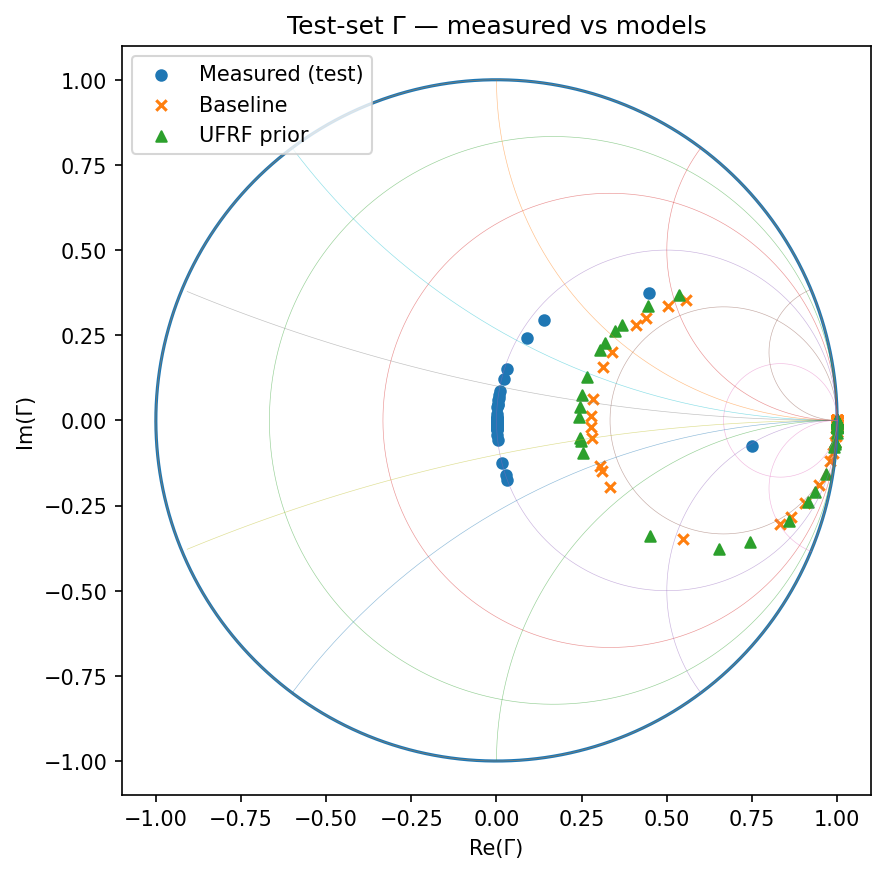 Test-set Γ — measured vs models
Measured (test)
Baseline
UFRF prior
1.00
0.75
0.50
0.25
0.00
−0.25
−0.50
−0.75
−1.00
Im(Γ)
−1.00 −0.75 −0.50 −0.25 0.00 0.25 0.50 0.75 1.00
Re(Γ)